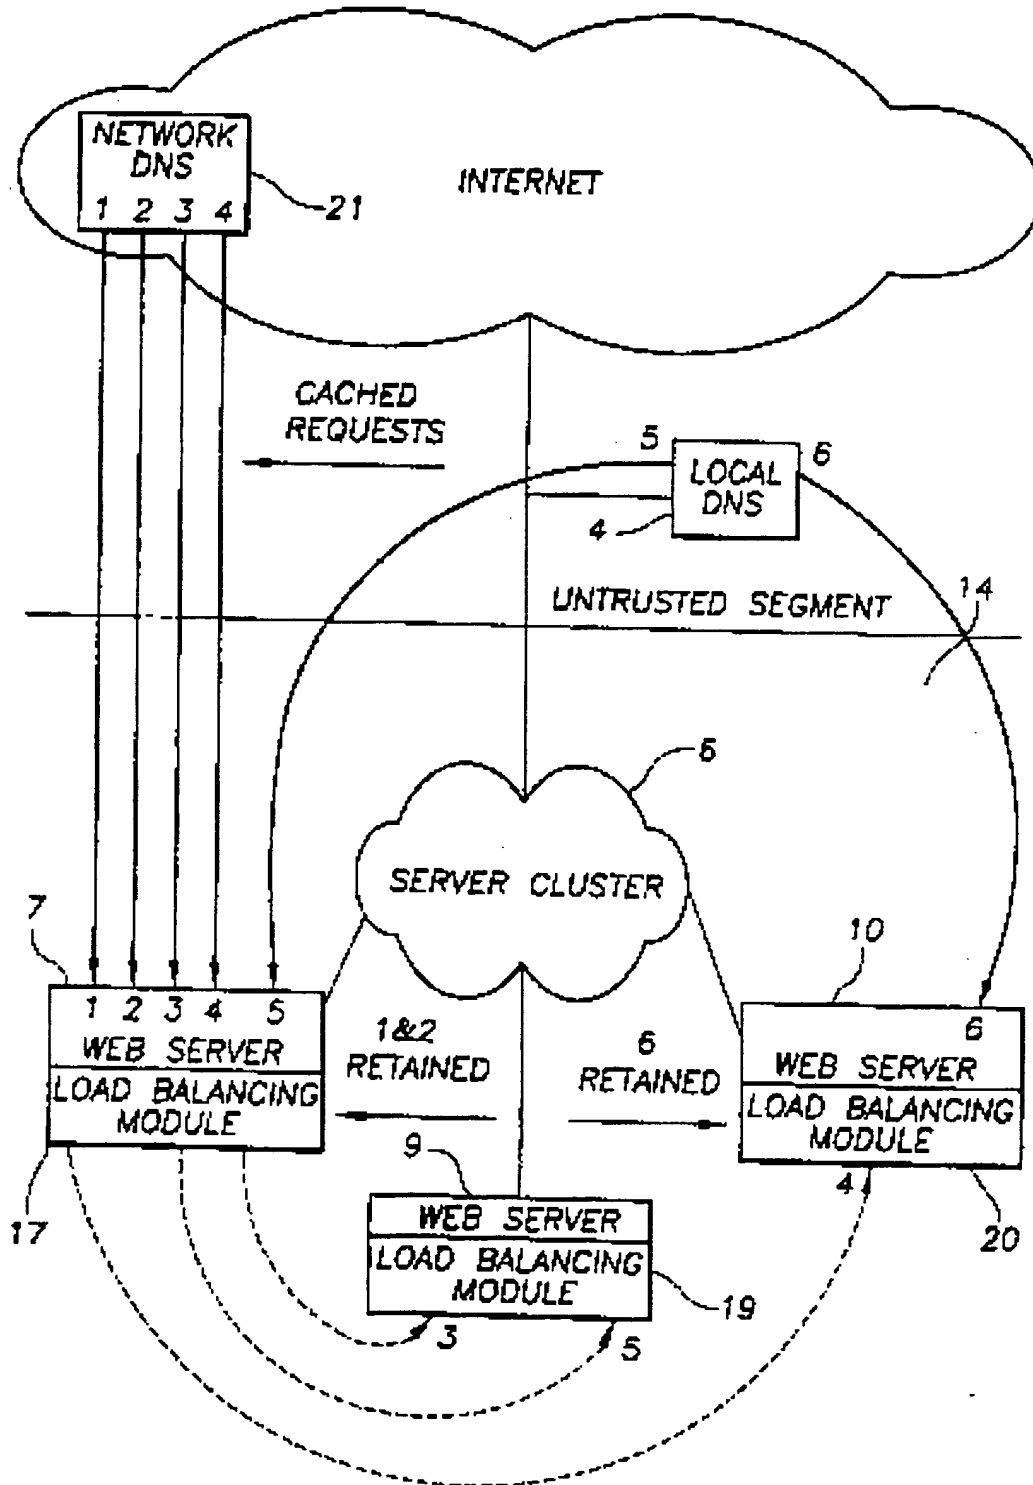 NETWORK
DNS
1 2 3 4
21
INTERNET
CACHED
REQUESTS
5
6
LOCAL
DNS
4
UNTRUSTED SEGMENT
14
6
SERVER CLUSTER
7
10
1 2 3 4 5
WEB SERVER
LOAD BALANCING
MODULE
17
1&2
RETAINED
6
RETAINED
6
WEB SERVER
LOAD BALANCING
MODULE
4
20
9
WEB SERVER
LOAD BALANCING
MODULE
19
3
5